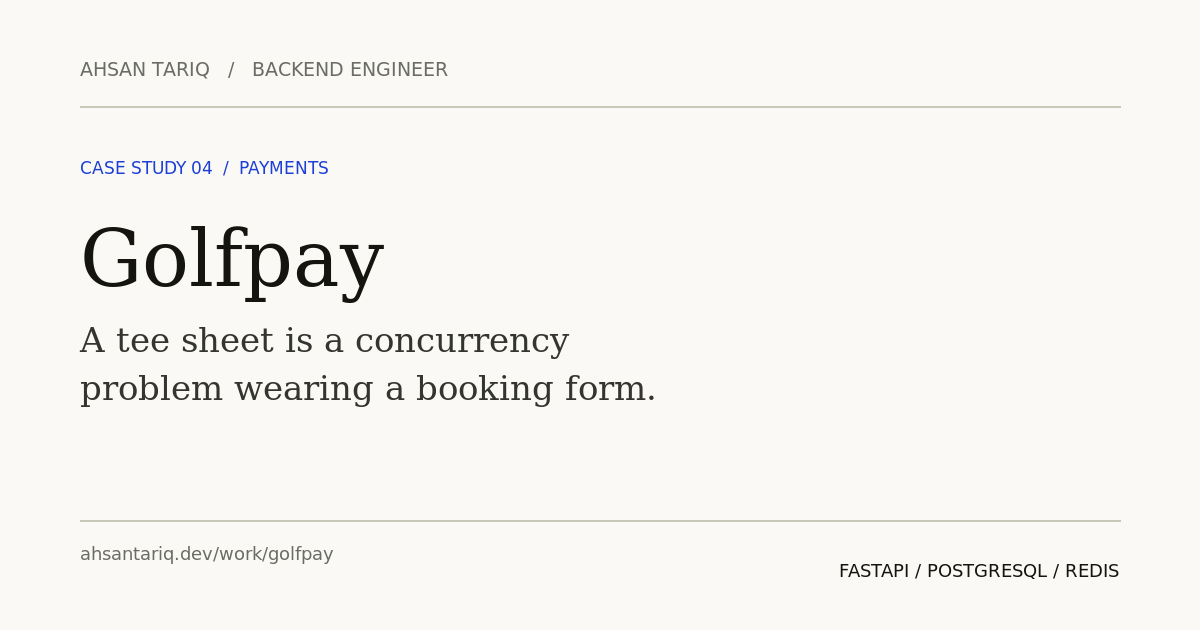 AHSAN TARIQ / BACKEND ENGINEER
CASE STUDY 04 / PAYMENTS
Golfpay
A tee sheet is a concurrency
problem wearing a booking form.
ahsantariq.dev/work/golfpay
FASTAPI / POSTGRESQL / REDIS